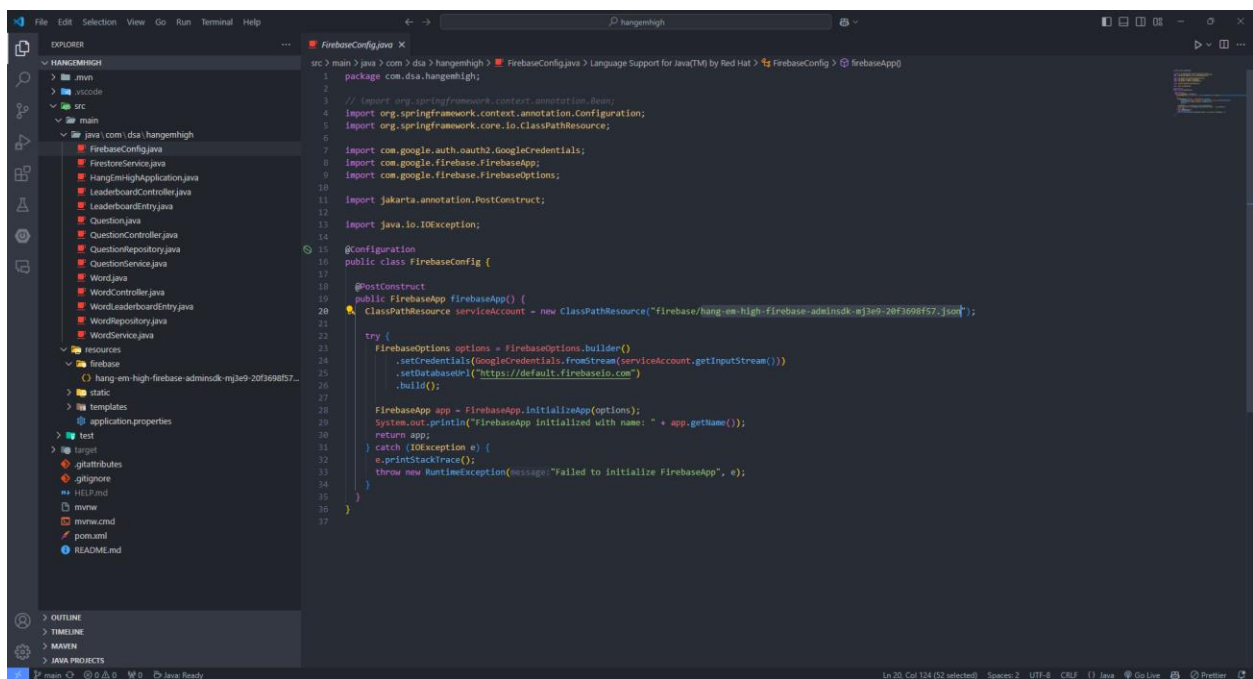 File Edit Selection View Go Run Terminal Help
hangemhigh
EXPLORER
HANGEMHIGH
.mvn
.vscode
src
main
java\com\dsa\hangemhigh
FirebaseConfig.java
FirestoreService.java
HangEmHighApplication.java
LeaderboardController.java
LeaderboardEntry.java
Question.java
QuestionController.java
QuestionRepository.java
QuestionService.java
Word.java
WordController.java
WordLeaderboardEntry.java
WordRepository.java
WordService.java
resources
firebase
hang-em-high-firebase-adminsdk-mj3e9-20f3698f57...
static
templates
application.properties
test
target
.gitattributes
.gitignore
HELP.md
mvnw
mvnw.cmd
pom.xml
README.md
OUTLINE
TIMELINE
MAVEN
JAVA PROJECTS
FirebaseConfig.java
src > main > java > com > dsa > hangemhigh > FirebaseConfig.java > Language Support for Java(TM) by Red Hat > FirebaseConfig > firebaseApp()
1 package com.dsa.hangemhigh;
2
3 // import org.springframework.context.annotation.Bean;
4 import org.springframework.context.annotation.Configuration;
5 import org.springframework.core.io.ClassPathResource;
6
7 import com.google.auth.oauth2.GoogleCredentials;
8 import com.google.firebase.FirebaseApp;
9 import com.google.firebase.FirebaseOptions;
10
11 import jakarta.annotation.PostConstruct;
12
13 import java.io.IOException;
14
15 @Configuration
16 public class FirebaseConfig {
17
18 @PostConstruct
19 public FirebaseApp firebaseApp() {
20 ClassPathResource serviceAccount = new ClassPathResource("firebase/hang-em-high-firebase-adminsdk-mj3e9-20f3698f57.json");
21
22 try {
23 FirebaseOptions options = FirebaseOptions.builder()
24 .setCredentials(GoogleCredentials.fromStream(serviceAccount.getInputStream()))
25 .setDatabaseUrl("https://default.firebaseio.com")
26 .build();
27
28 FirebaseApp app = FirebaseApp.initializeApp(options);
29 System.out.println("FirebaseApp initialized with name: " + app.getName());
30 return app;
31 } catch (IOException e) {
32 e.printStackTrace();
33 throw new RuntimeException(message:"Failed to initialize FirebaseApp", e);
34 }
35 }
36 }
37
main 0 0 0 Java: Ready
Ln 20, Col 124 (52 selected) Spaces: 2 UTF-8 CRLF {} Java Go Live Prettier